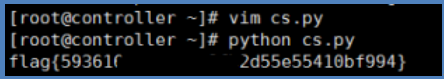 [root@controller ~]# vim cs.py
[root@controller ~]# python cs.py
flag{59361 2d55e55410bf994}